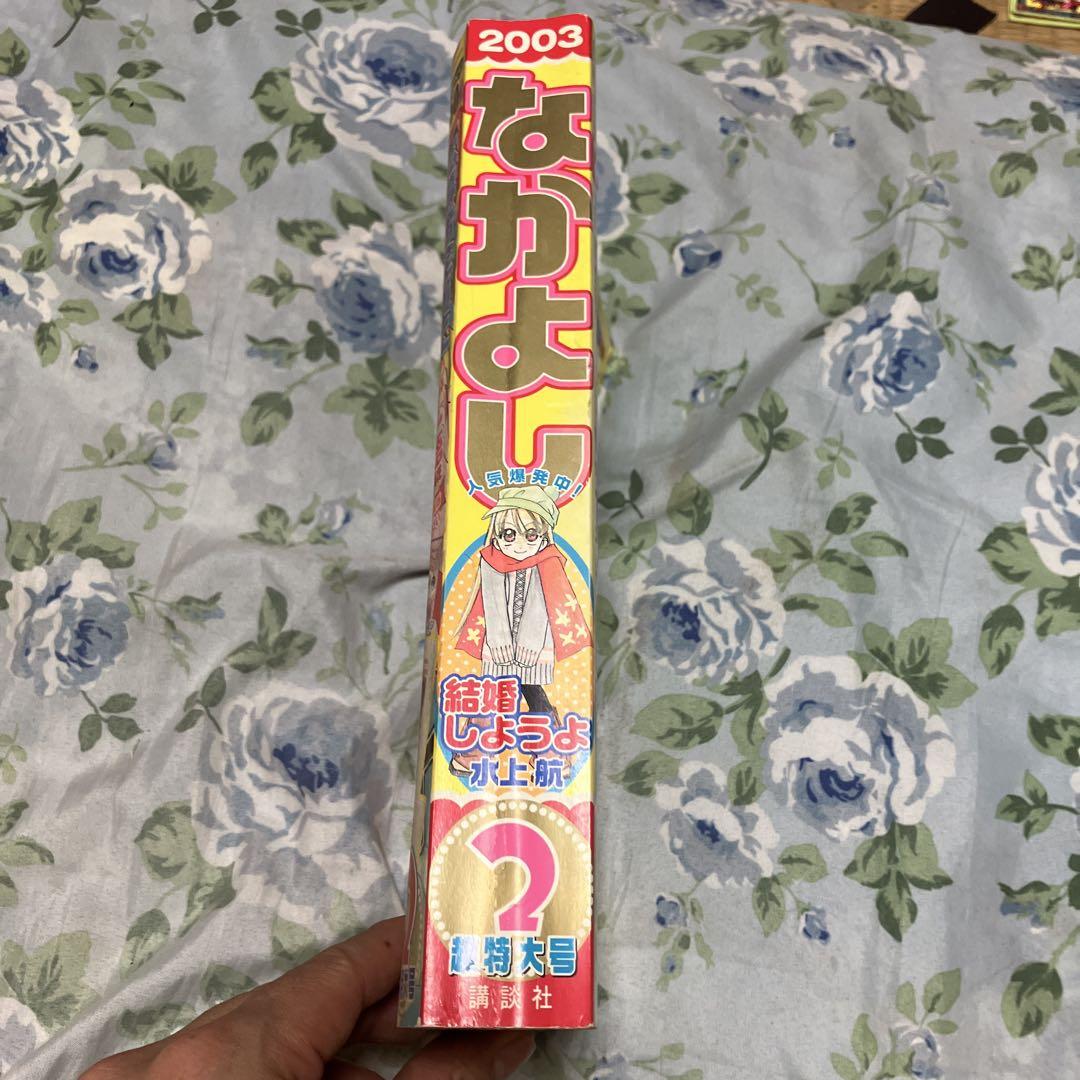 2003
なかよし
人気爆発中!
結婚
しようよ
水上航
2
超特大号
講談社